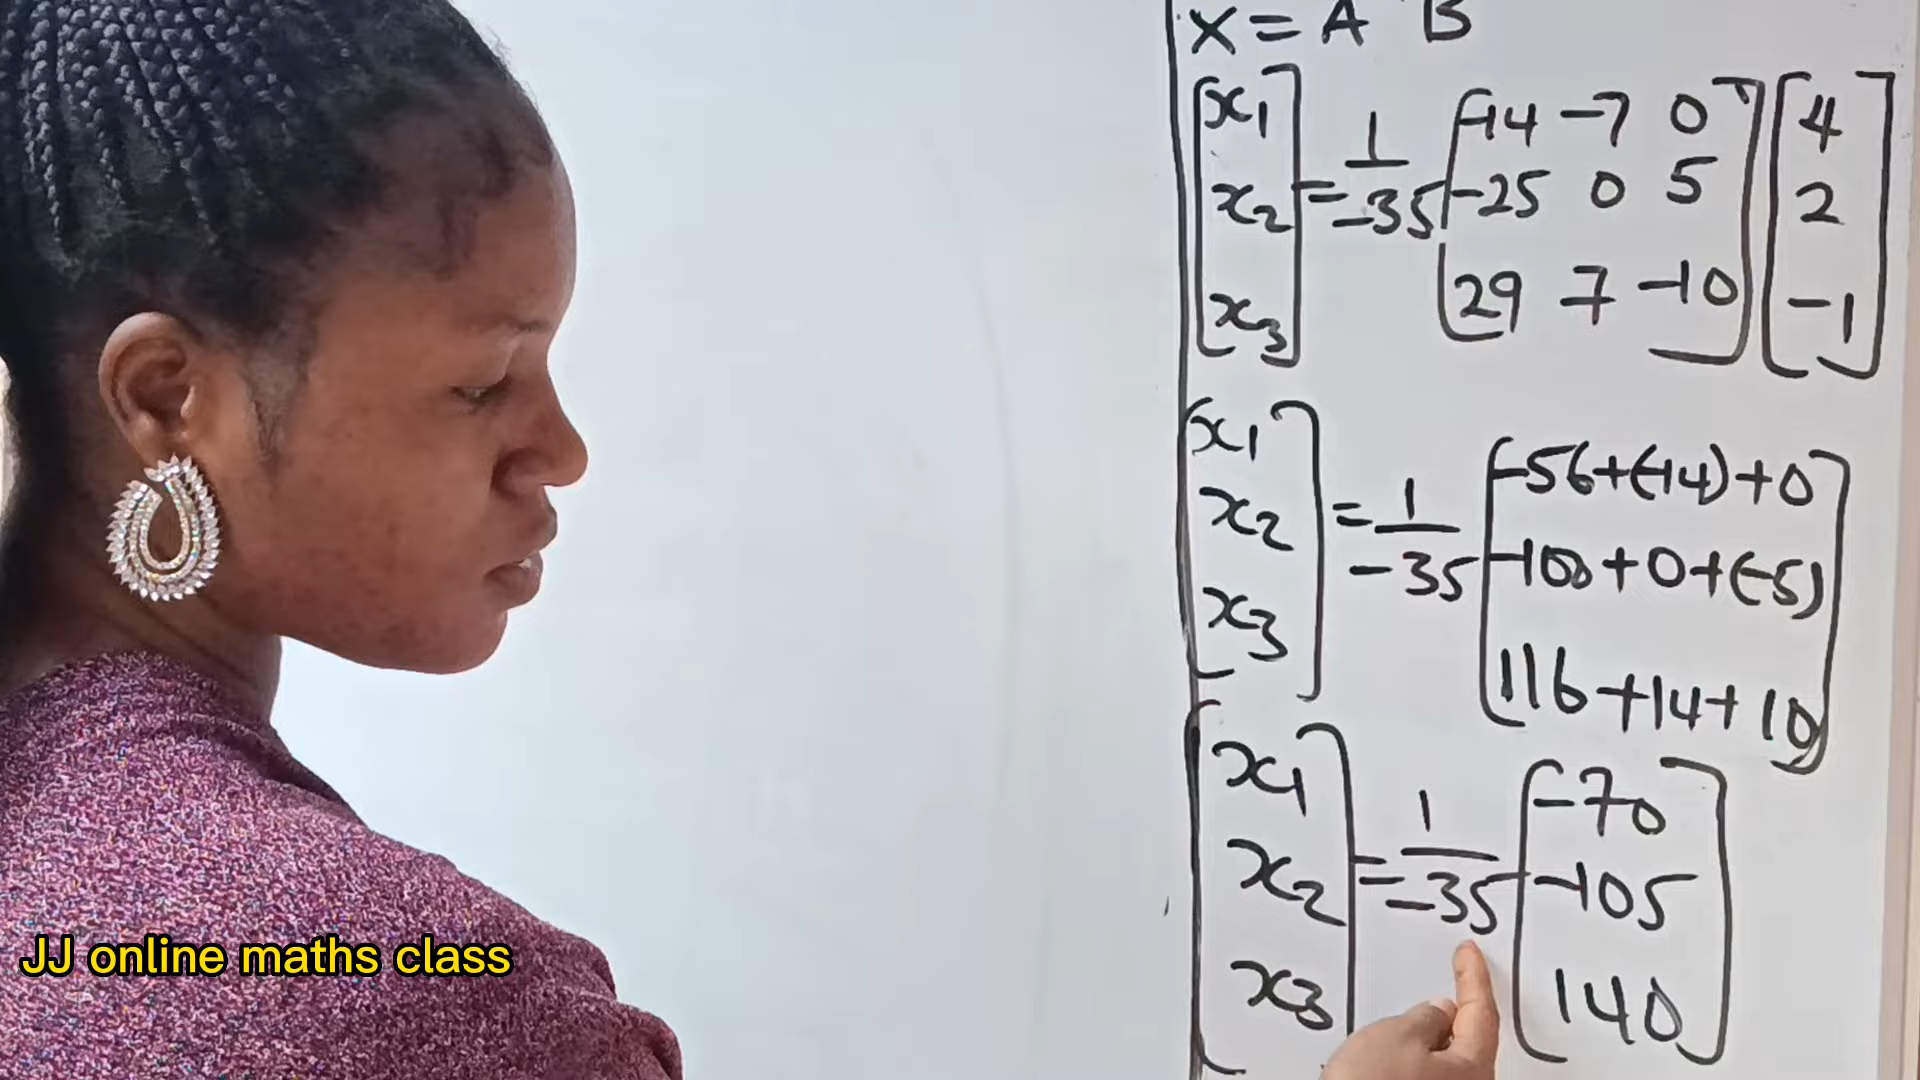 X = A B
[x1 x2 x3] = 1/-35 [-14 -7 0
-25 0 5
29 7 -10] [4 2 -1]
[x1 x2 x3] = 1/-35 [-56+(-14)+0
-100+0+(-5)
116+14+10]
[x1 x2 x3] = 1/-35 [-70
-105
140]
JJ online maths class